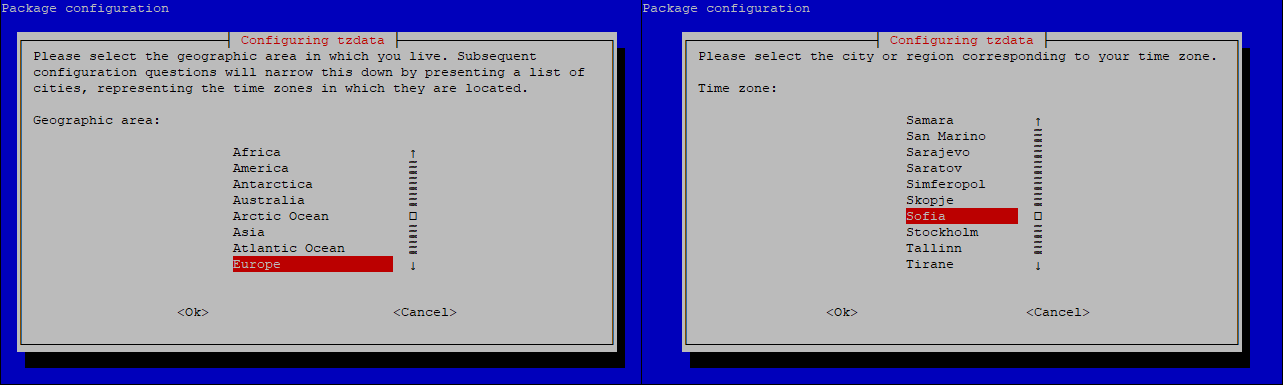 Package configuration
Configuring tzdata
Please select the geographic area in which you live. Subsequent
configuration questions will narrow this down by presenting a list of
cities, representing the time zones in which they are located.
Geographic area:
Africa
America
Antarctica
Australia
Arctic Ocean
Asia
Atlantic Ocean
Europe
<Ok> <Cancel>
Package configuration
Configuring tzdata
Please select the city or region corresponding to your time zone.
Time zone:
Samara
San Marino
Sarajevo
Saratov
Simferopol
Skopje
Sofia
Stockholm
Tallinn
Tirane
<Ok> <Cancel>